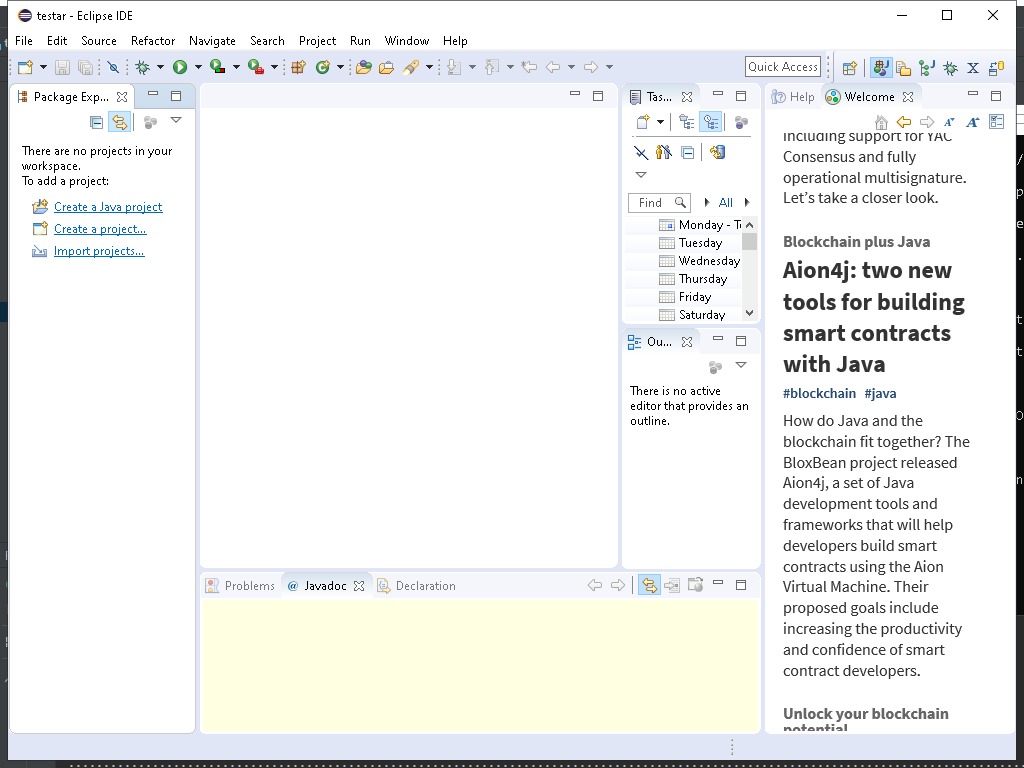 testar - Eclipse IDE
File Edit Source Refactor Navigate Search Project Run Window Help
Quick Access
Package Exp...
There are no projects in your
workspace.
To add a project:
Create a Java project
Create a project...
Import projects...
Tas...
Find
All
Monday - T
Tuesday
Wednesday
Thursday
Friday
Saturday
Ou...
There is no active
editor that provides an
outline.
Problems @ Javadoc Declaration
Help Welcome
including support for YAC
Consensus and fully
operational multisignature.
Let’s take a closer look.
Blockchain plus Java
Aion4j: two new
tools for building
smart contracts
with Java
#blockchain #java
How do Java and the
blockchain fit together? The
BloxBean project released
Aion4j, a set of Java
development tools and
frameworks that will help
developers build smart
contracts using the Aion
Virtual Machine. Their
proposed goals include
increasing the productivity
and confidence of smart
contract developers.
Unlock your blockchain
potential